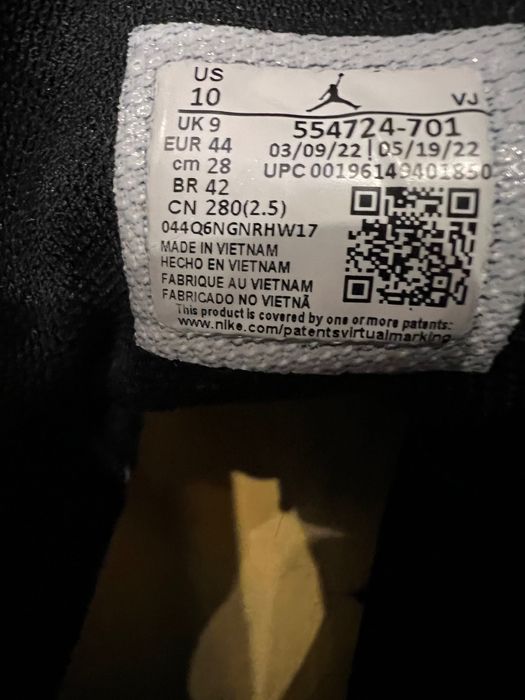 US
10
VJ
UK 9
554724-701
EUR 44
03/09/22 | 05/19/22
cm 28
UPC 00196149401850
BR 42
CN 280(2.5)
044Q6NGNRHW17
MADE IN VIETNAM
HECHO EN VIETNAM
FABRIQUE AU VIETNAM
FABRICADO NO VIETNÃ
This product is covered by one or more patents:
www.nike.com/patentsvirtualmarking